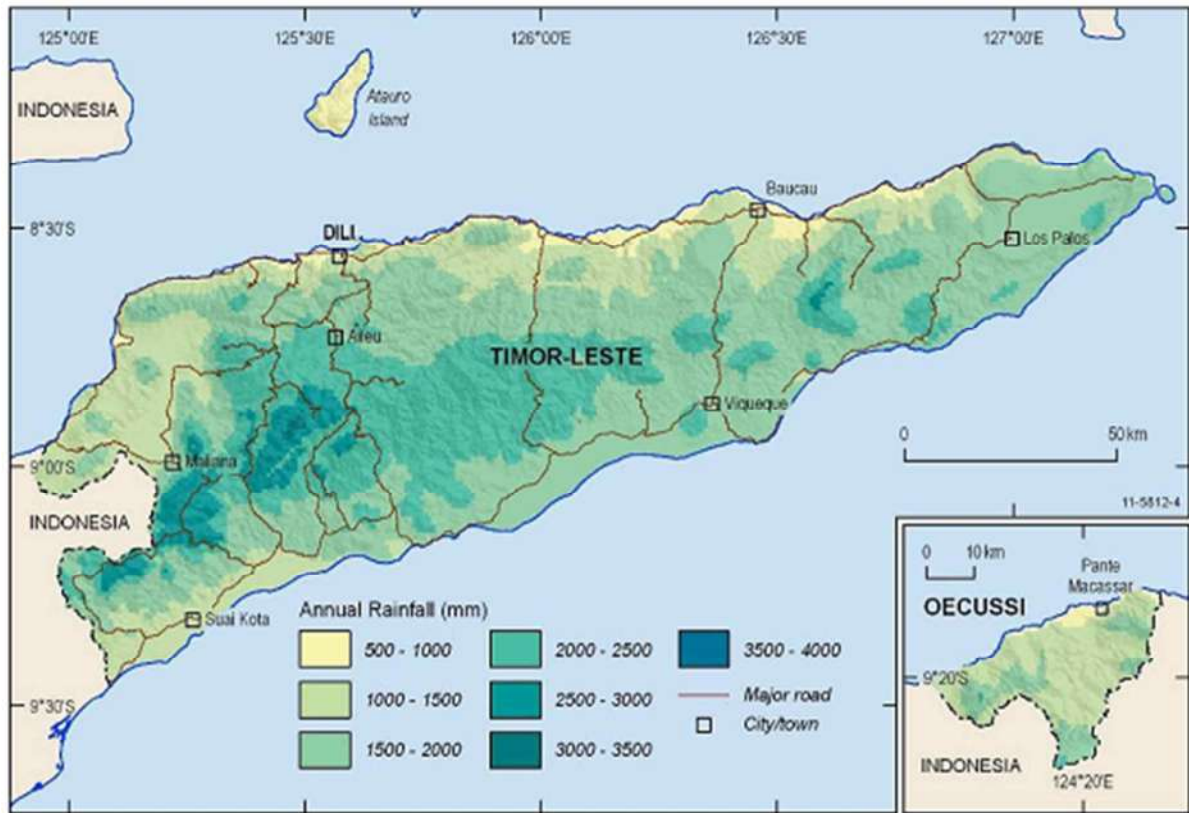 125°00'E
125°30'E
126°00'E
126°30'E
127°00'E
INDONESIA
Atauro
Island
Baucau
8°30'S
DILI
Los Palos
Aileu
TIMOR-LESTE
Viqueque
0
50 km
9°00'S
Maliana
INDONESIA
11-5812-4
0
10 km
Pante
Macassar
OECUSSI
Suai Kota
Annual Rainfall (mm)
500 - 1000
2000 - 2500
3500 - 4000
1000 - 1500
2500 - 3000
Major road
City/town
1500 - 2000
3000 - 3500
9°20'S
9°30'S
INDONESIA
124°20'E